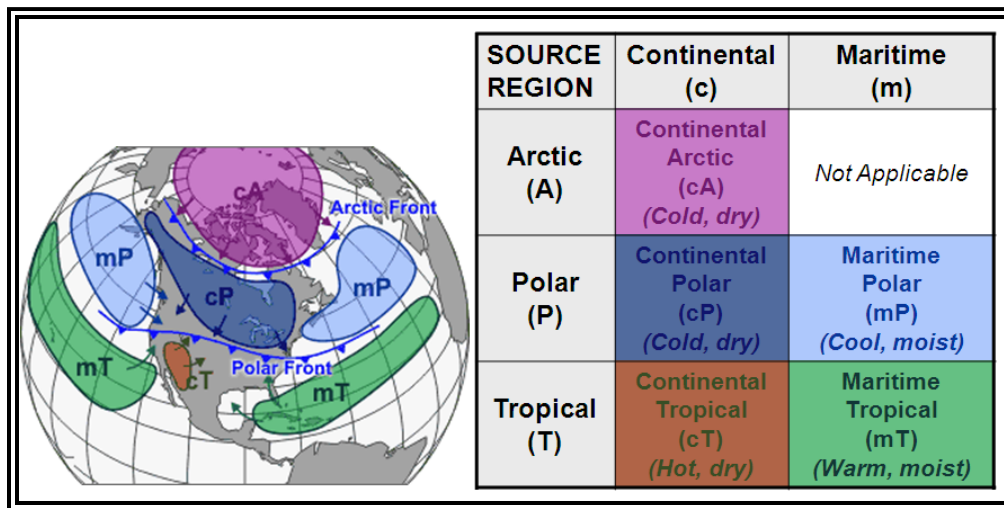 cA
Arctic Front
mP
cP
mP
mT
cT
Polar Front
mT
SOURCE REGION
Continental (c)
Maritime (m)
Arctic (A)
Continental Arctic (cA) (Cold, dry)
Not Applicable
Polar (P)
Continental Polar (cP) (Cold, dry)
Maritime Polar (mP) (Cool, moist)
Tropical (T)
Continental Tropical (cT) (Hot, dry)
Maritime Tropical (mT) (Warm, moist)